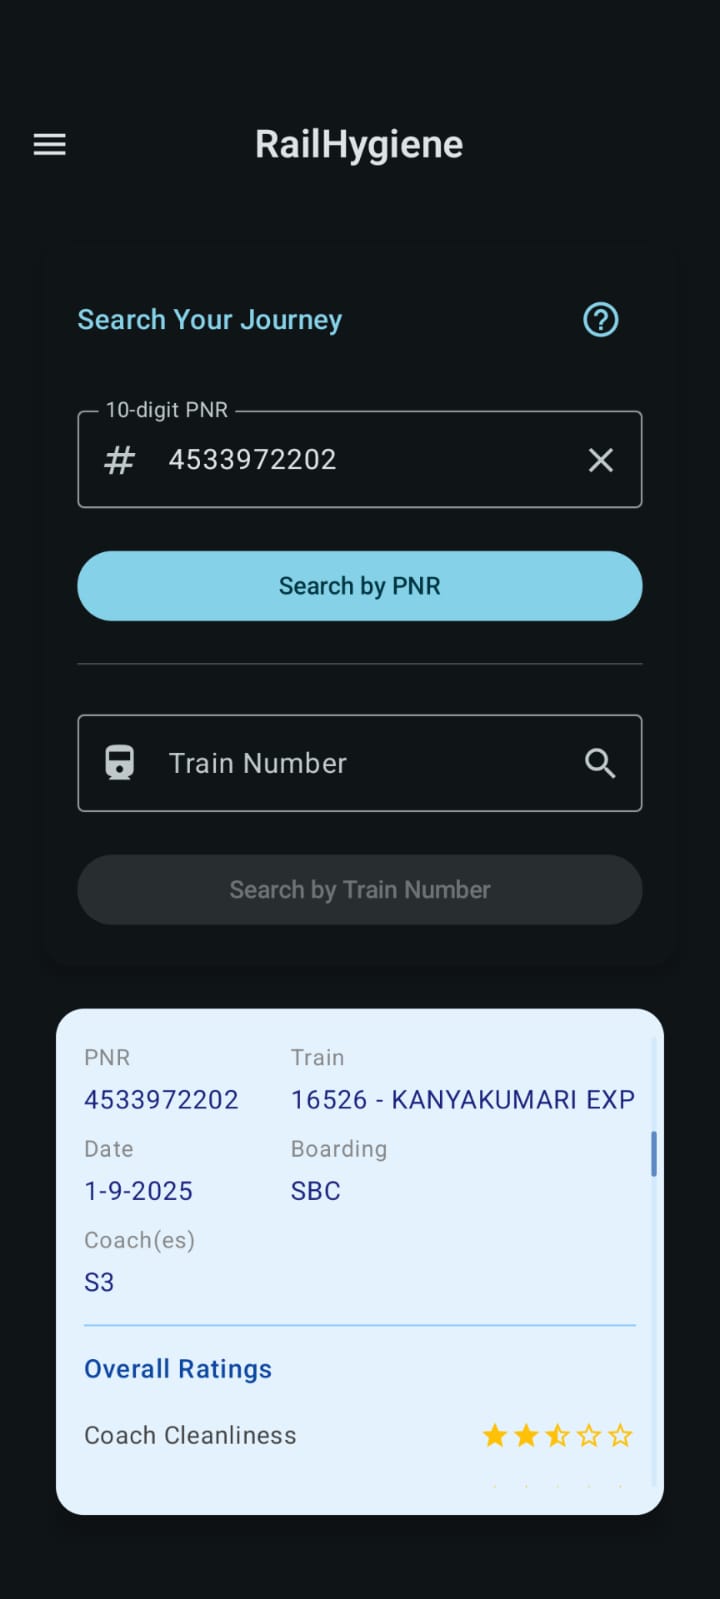 RailHygiene
Search Your Journey
10-digit PNR
# 4533972202
Search by PNR
Train Number
Search by Train Number
PNR Train
4533972202 16526 - KANYAKUMARI EXP
Date Boarding
1-9-2025 SBC
Coach(es)
S3
Overall Ratings
Coach Cleanliness